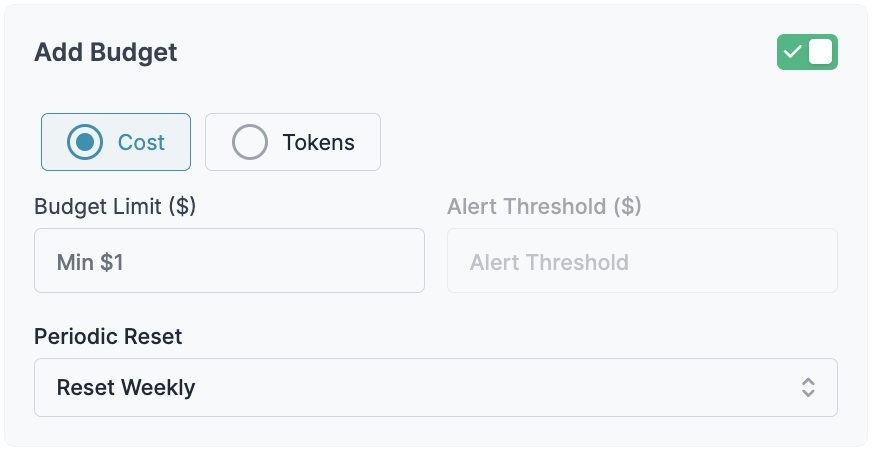 Add Budget
Cost
Tokens
Budget Limit ($)
Alert Threshold ($)
Min $1
Alert Threshold
Periodic Reset
Reset Weekly